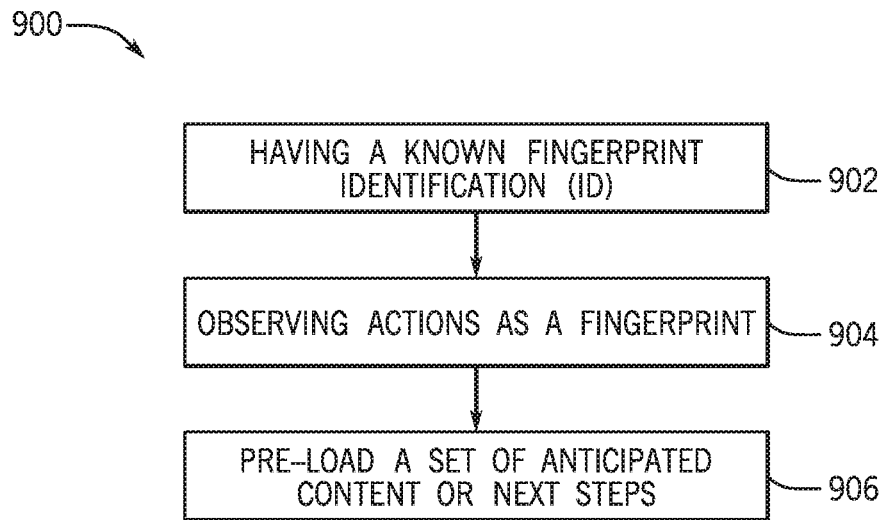 900
HAVING A KNOWN FINGERPRINT
IDENTIFICATION (ID)
902
OBSERVING ACTIONS AS A FINGERPRINT
904
PRE-LOAD A SET OF ANTICIPATED
CONTENT OR NEXT STEPS
906